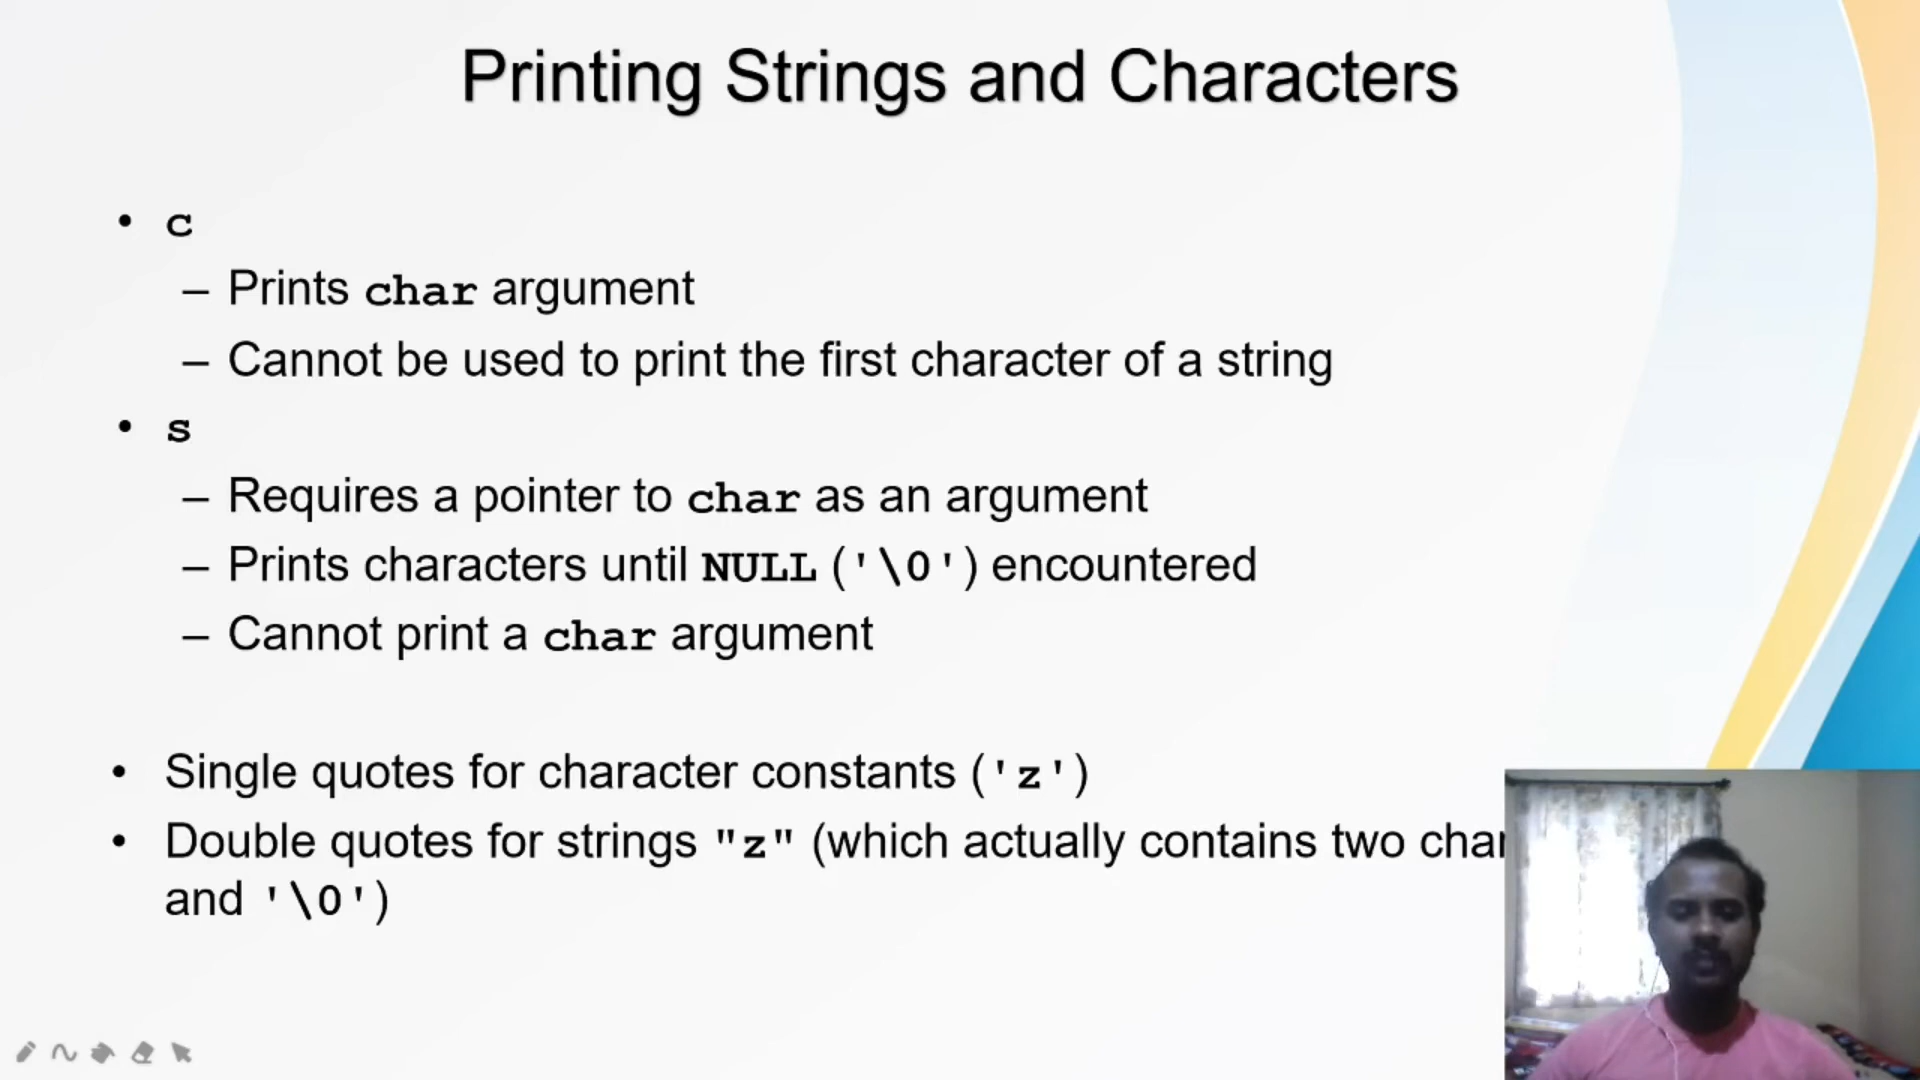 Printing Strings and Characters
• c
– Prints char argument
– Cannot be used to print the first character of a string
• s
– Requires a pointer to char as an argument
– Prints characters until NULL ('\0') encountered
– Cannot print a char argument
• Single quotes for character constants ('z')
• Double quotes for strings "z" (which actually contains two
and '\0')